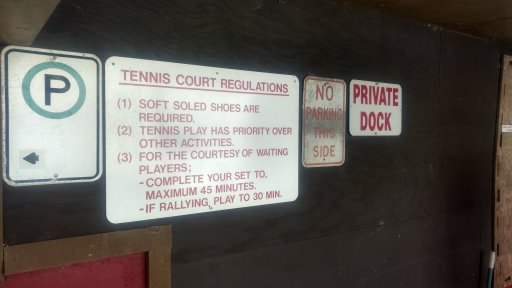 P
TENNIS COURT REGULATIONS
(1) SOFT SOLED SHOES ARE
REQUIRED.
(2) TENNIS PLAY HAS PRIORITY OVER
OTHER ACTIVITIES.
(3) FOR THE COURTESY OF WAITING
PLAYERS;
-COMPLETE YOUR SET TO,
MAXIMUM 45 MINUTES.
-IF RALLYING, PLAY TO 30 MIN.
NO
PARKING
THIS
SIDE
PRIVATE
DOCK